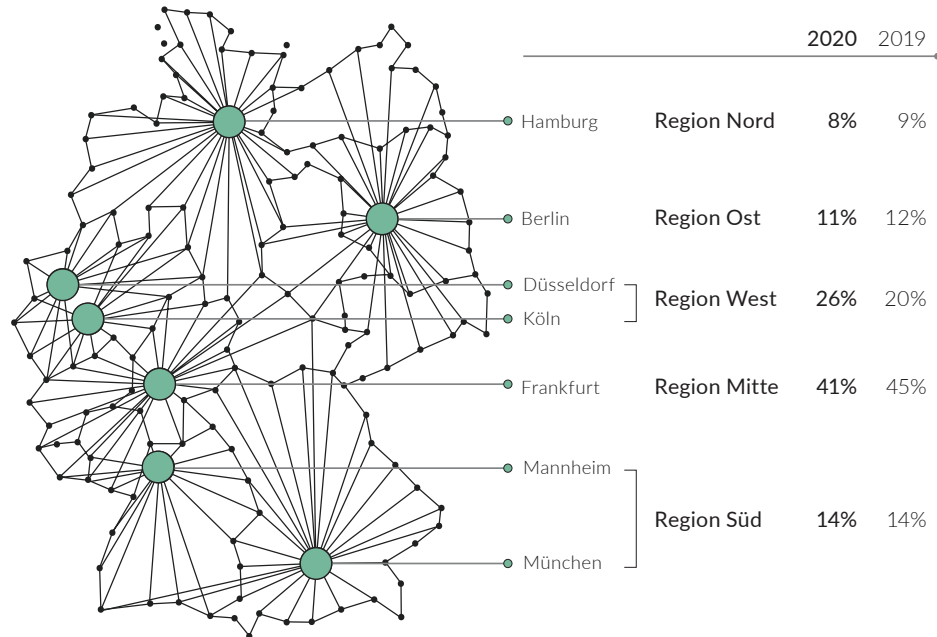 2020 2019
Hamburg Region Nord 8% 9%
Berlin Region Ost 11% 12%
Düsseldorf
Region West 26% 20%
Köln
Frankfurt Region Mitte 41% 45%
Mannheim
Region Süd 14% 14%
München